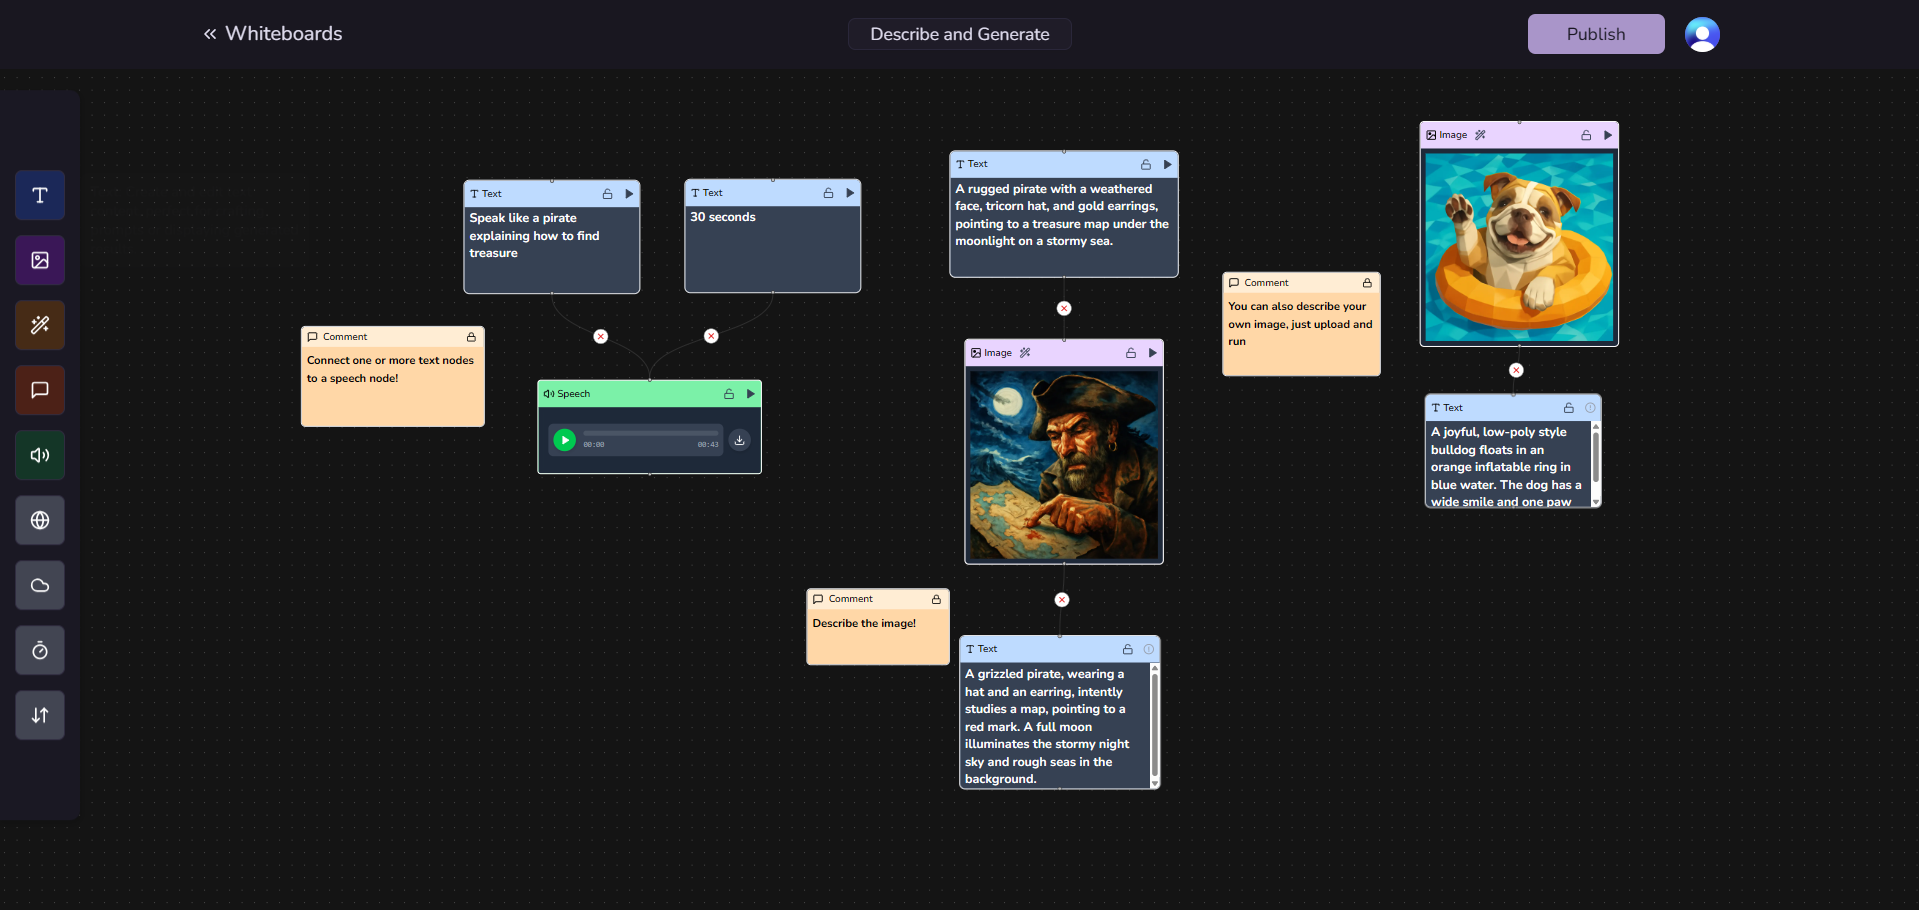 Whiteboards
Describe and Generate
Publish
Text
Speak like a pirate
explaining how to find
treasure
Text
30 seconds
Comment
Connect one or more text nodes
to a speech node!
Speech
00:00
00:43
Text
A rugged pirate with a weathered
face, tricorn hat, and gold earrings,
pointing to a treasure map under the
moonlight on a stormy sea.
Image
Comment
Describe the image!
Text
A grizzled pirate, wearing a
hat and an earring, intently
studies a map, pointing to a
red mark. A full moon
illuminates the stormy night
sky and rough seas in the
background.
Comment
You can also describe your
own image, just upload and
run
Image
Text
A joyful, low-poly style
bulldog floats in an
orange inflatable ring in
blue water. The dog has a
wide smile and one paw